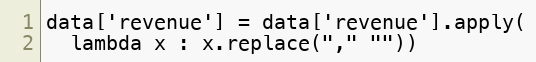 1 data['revenue'] = data['revenue'].apply(
2   lambda x : x.replace("," ""))